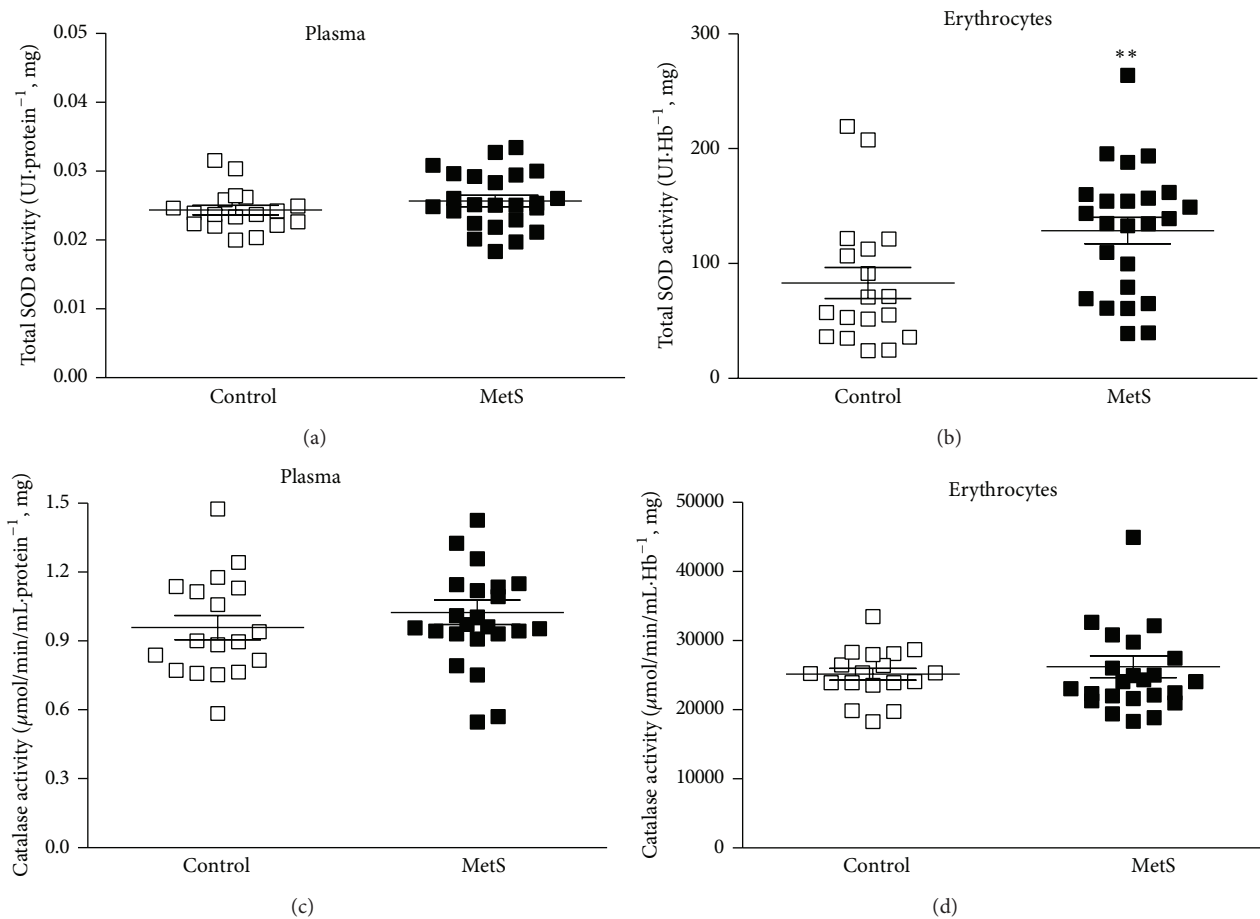 Plasma
Total SOD activity (UI·protein⁻¹, mg)
0.05
0.04
0.03
0.02
0.01
0.00
Control
MetS
(a)
Erythrocytes
Total SOD activity (UI·Hb⁻¹, mg)
300
200
100
0
**
Control
MetS
(b)
Plasma
Catalase activity (μmol/min/mL·protein⁻¹, mg)
1.5
1.2
0.9
0.6
0.3
0.0
Control
MetS
(c)
Erythrocytes
Catalase activity (μmol/min/mL·Hb⁻¹, mg)
50000
40000
30000
20000
10000
0
Control
MetS
(d)